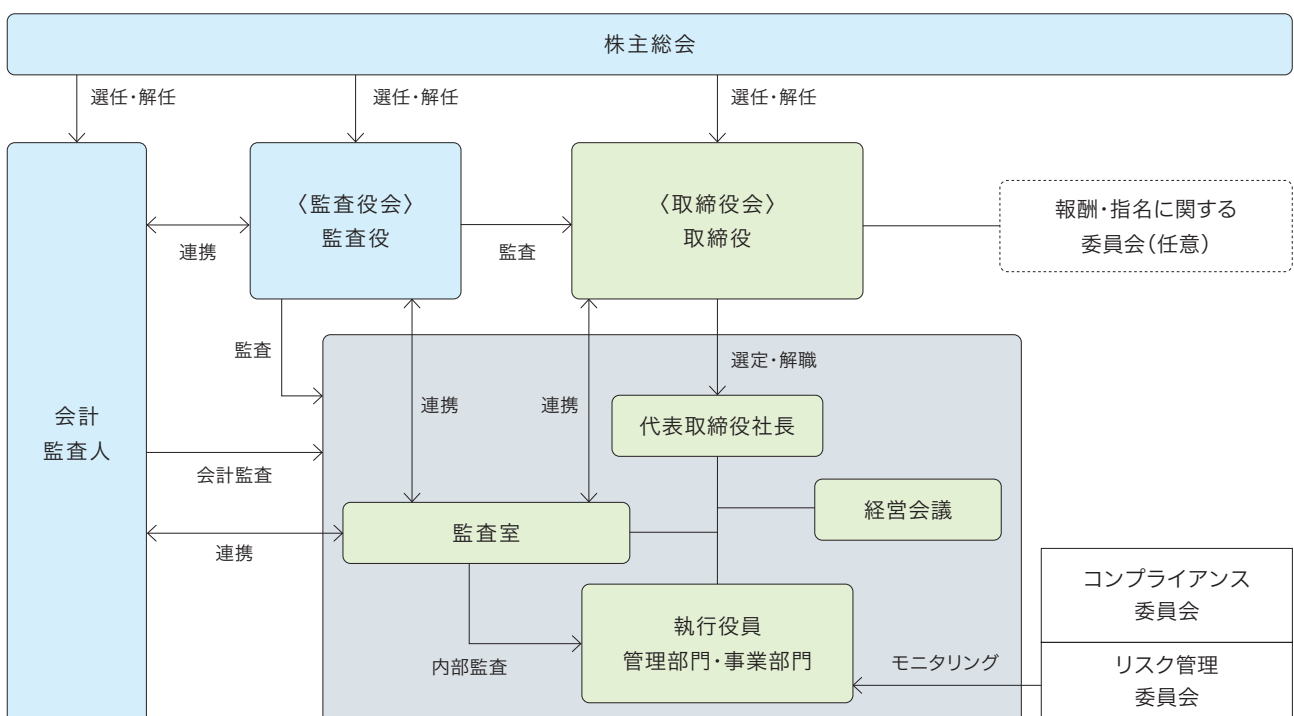 株主総会
選任・解任
選任・解任
選任・解任
〈監査役会〉
監査役
〈取締役会〉
取締役
報酬・指名に関する
委員会(任意)
連携
監査
監査
選定・解職
連携
連携
代表取締役社長
会計
監査人
会計監査
経営会議
監査室
連携
コンプライアンス
委員会
執行役員
管理部門・事業部門
内部監査
モニタリング
リスク管理
委員会